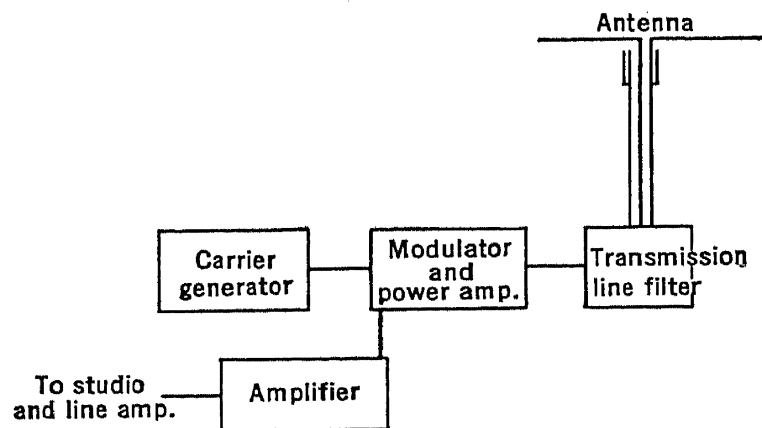 Antenna
Carrier
generator
Modulator
and
power amp.
Transmission
line filter
To studio
and line amp.
Amplifier